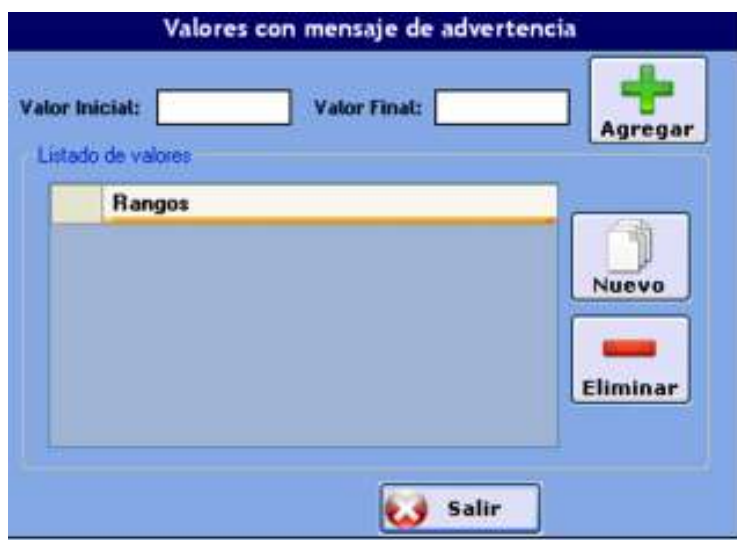 Valores con mensaje de advertencia
Valor Inicial:
Valor Final:
Agregar
Listado de valores
Rangos
Nuevo
Eliminar
Salir